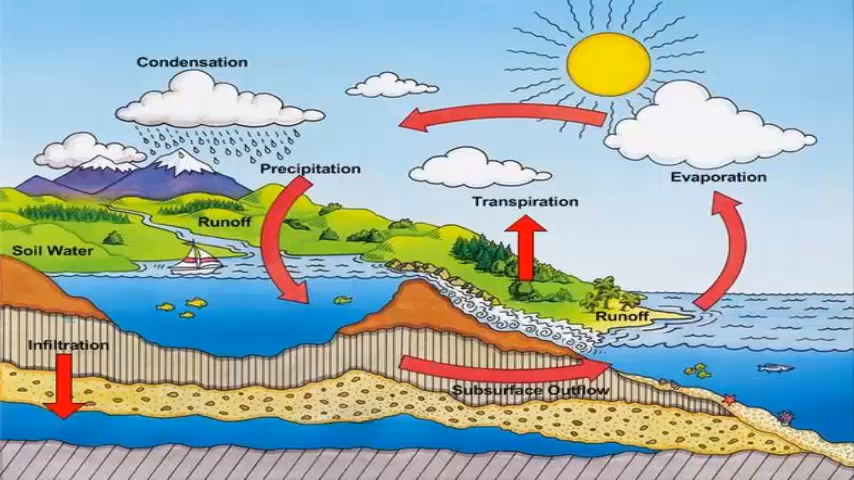 Condensation
Precipitation
Evaporation
Transpiration
Runoff
Soil Water
Runoff
Infiltration
Subsurface Outflow